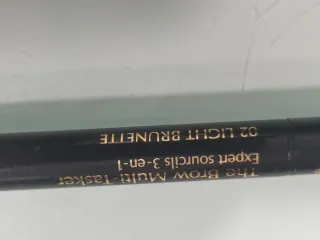 The Brow Multi-Tasker
Expert sourcils 3-en-1
02 LIGHT BRUNETTE